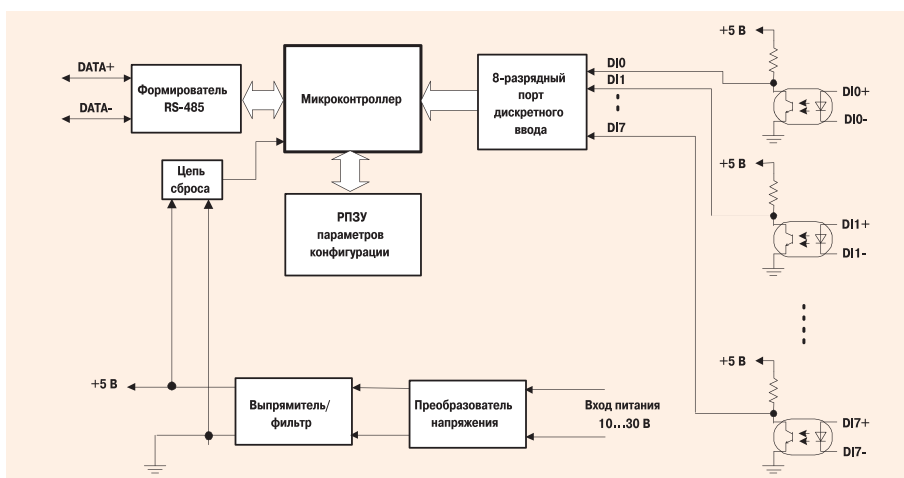 +5 В
DATA+
DATA-
Формирователь
RS-485
Микроконтроллер
8-разрядный
порт
дискретного
ввода
DI0
DI1
DI7
DI0+
DI0-
Цепь
сброса
РПЗУ
параметров
конфигурации
+5 В
DI1+
DI1-
+5 В
+5 В
Выпрямитель/
фильтр
Преобразователь
напряжения
Вход питания
10...30 В
DI7+
DI7-